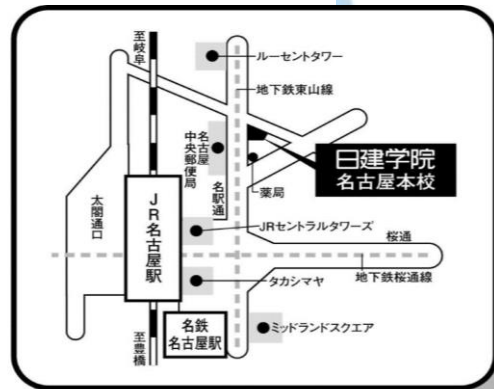 至岐阜
ルーセントタワー
地下鉄東山線
名古屋
中央郵便局
名駅通
日建学院
名古屋本校
薬局
太閤通口
JR名古屋駅
JRセントラルタワーズ
桜通
タカシマヤ
地下鉄桜通線
至豊橋
名鉄
名古屋駅
ミッドランドスクエア